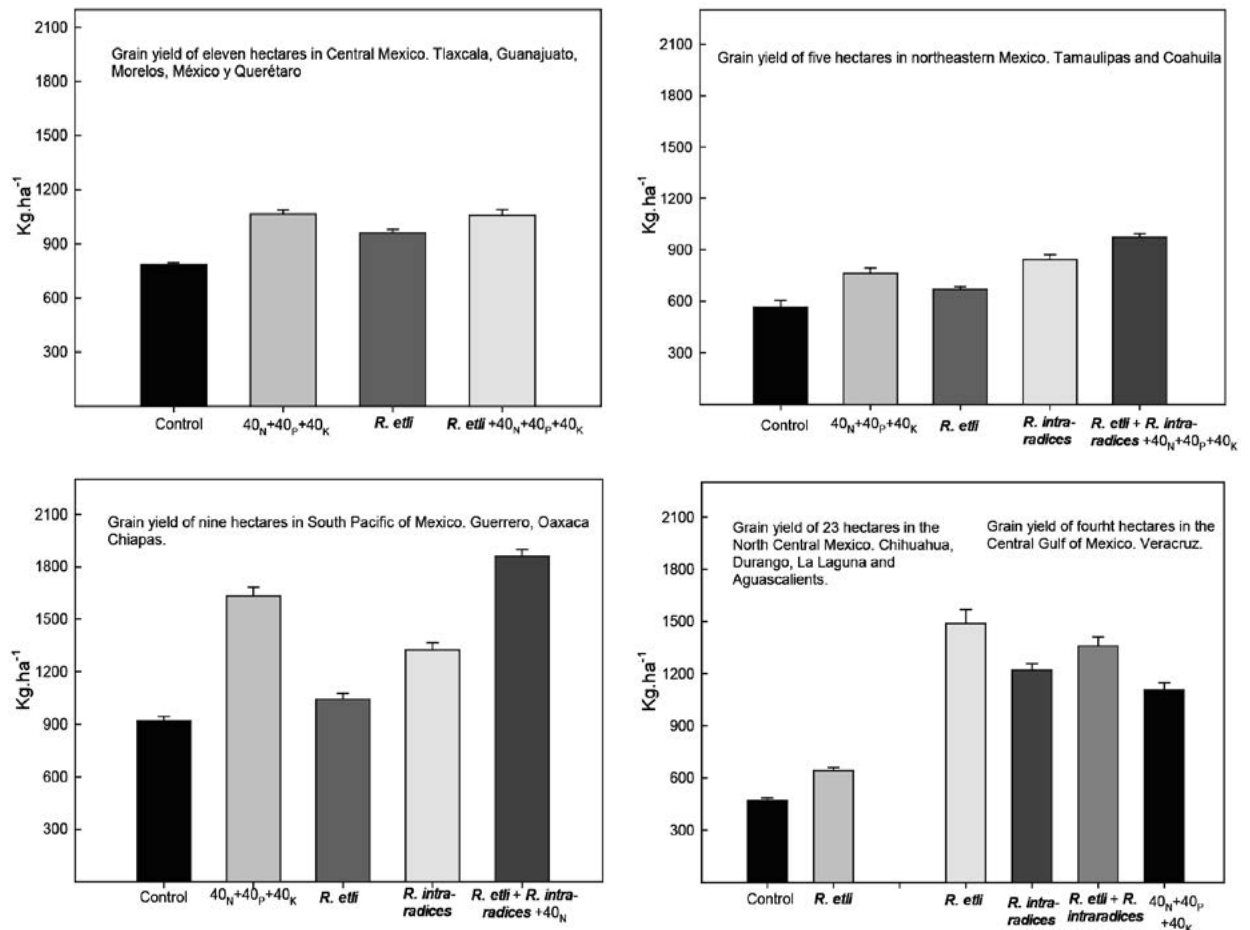 2100
1800
1500
1200
900
600
300
Kg.ha⁻¹
Grain yield of eleven hectares in Central Mexico. Tlaxcala, Guanajuato,
Morelos, México y Querétaro
Control
40N+40P+40K
R. etli
R. etli +40N+40P+40K
2100
1800
1500
1200
900
600
300
Kg.ha⁻¹
Grain yield of five hectares in northeastern Mexico. Tamaulipas and Coahuila
Control
40N+40P+40K
R. etli
R. intra-
radices
R. etli + R. intra-
radices +40N+40P+40K
2100
1800
1500
1200
900
600
300
Kg.ha⁻¹
Grain yield of nine hectares in South Pacific of Mexico. Guerrero, Oaxaca
Chiapas.
Control
40N+40P+40K
R. etli
R. intra-
radices
R. etli + R. intra-
radices +40N
2100
1800
1500
1200
900
600
300
Kg.ha⁻¹
Grain yield of 23 hectares in the
North Central Mexico. Chihuahua,
Durango, La Laguna and
Aguascalients.
Grain yield of fourht hectares in the
Central Gulf of Mexico. Veracruz.
Control
R. etli
R. etli
R. intra-
radices
R. etli + R.
intraradices
40N+40P
+40K